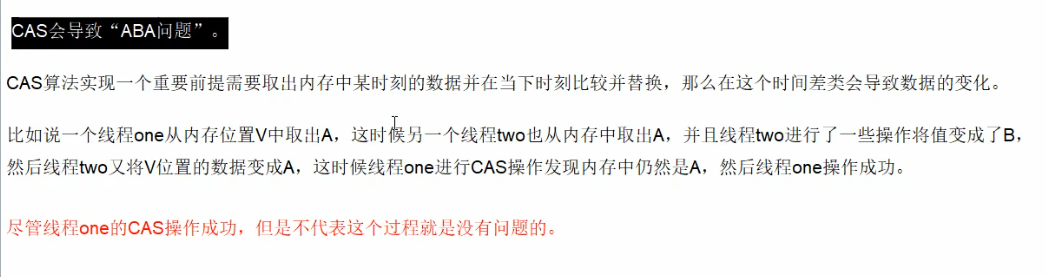 CAS会导致“ABA问题”。
CAS算法实现一个重要前提需要取出内存中某时刻的数据并在当下时刻比较并替换，那么在这个时间差类会导致数据的变化。
比如说一个线程one从内存位置V中取出A，这时候另一个线程two也从内存中取出A，并且线程two进行了一些操作将值变成了B，
然后线程two又将V位置的数据变成A，这时候线程one进行CAS操作发现内存中仍然是A，然后线程one操作成功。
尽管线程one的CAS操作成功，但是不代表这个过程就是没有问题的。